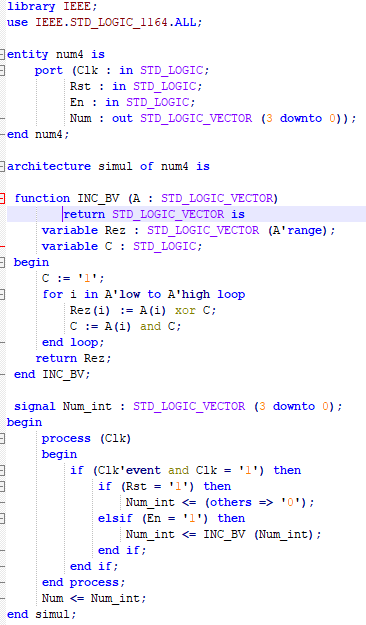 library IEEE;
use IEEE.STD_LOGIC_1164.ALL;
entity num4 is
port (Clk : in STD_LOGIC;
Rst : in STD_LOGIC;
En : in STD_LOGIC;
Num : out STD_LOGIC_VECTOR (3 downto 0));
end num4;
architecture simul of num4 is
function INC_BV (A : STD_LOGIC_VECTOR)
return STD_LOGIC_VECTOR is
variable Rez : STD_LOGIC_VECTOR (A'range);
variable C : STD_LOGIC;
begin
C := '1';
for i in A'low to A'high loop
Rez(i) := A(i) xor C;
C := A(i) and C;
end loop;
return Rez;
end INC_BV;
signal Num_int : STD_LOGIC_VECTOR (3 downto 0);
begin
process (Clk)
begin
if (Clk'event and Clk = '1') then
if (Rst = '1') then
Num_int <= (others => '0');
elsif (En = '1') then
Num_int <= INC_BV (Num_int);
end if;
end if;
end process;
Num <= Num_int;
end simul;